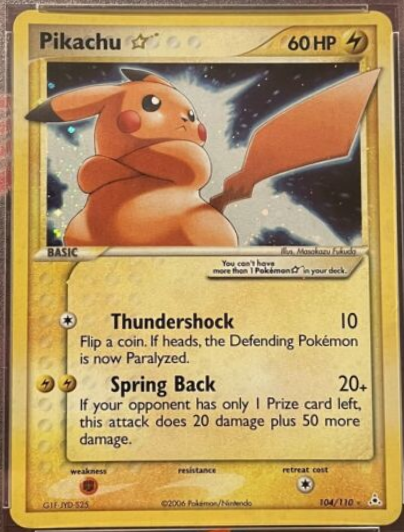 Pikachu ☆ 60 HP
BASIC Illus. Masakazu Fukuda
You can't have
more than 1 Pokémon☆ in your deck.
Thundershock 10
Flip a coin. If heads, the Defending Pokémon
is now Paralyzed.
Spring Back 20+
If your opponent has only 1 Prize card left,
this attack does 20 damage plus 50 more
damage.
weakness resistance retreat cost
G1F-JYD-525 ©2006 Pokémon/Nintendo 104/110